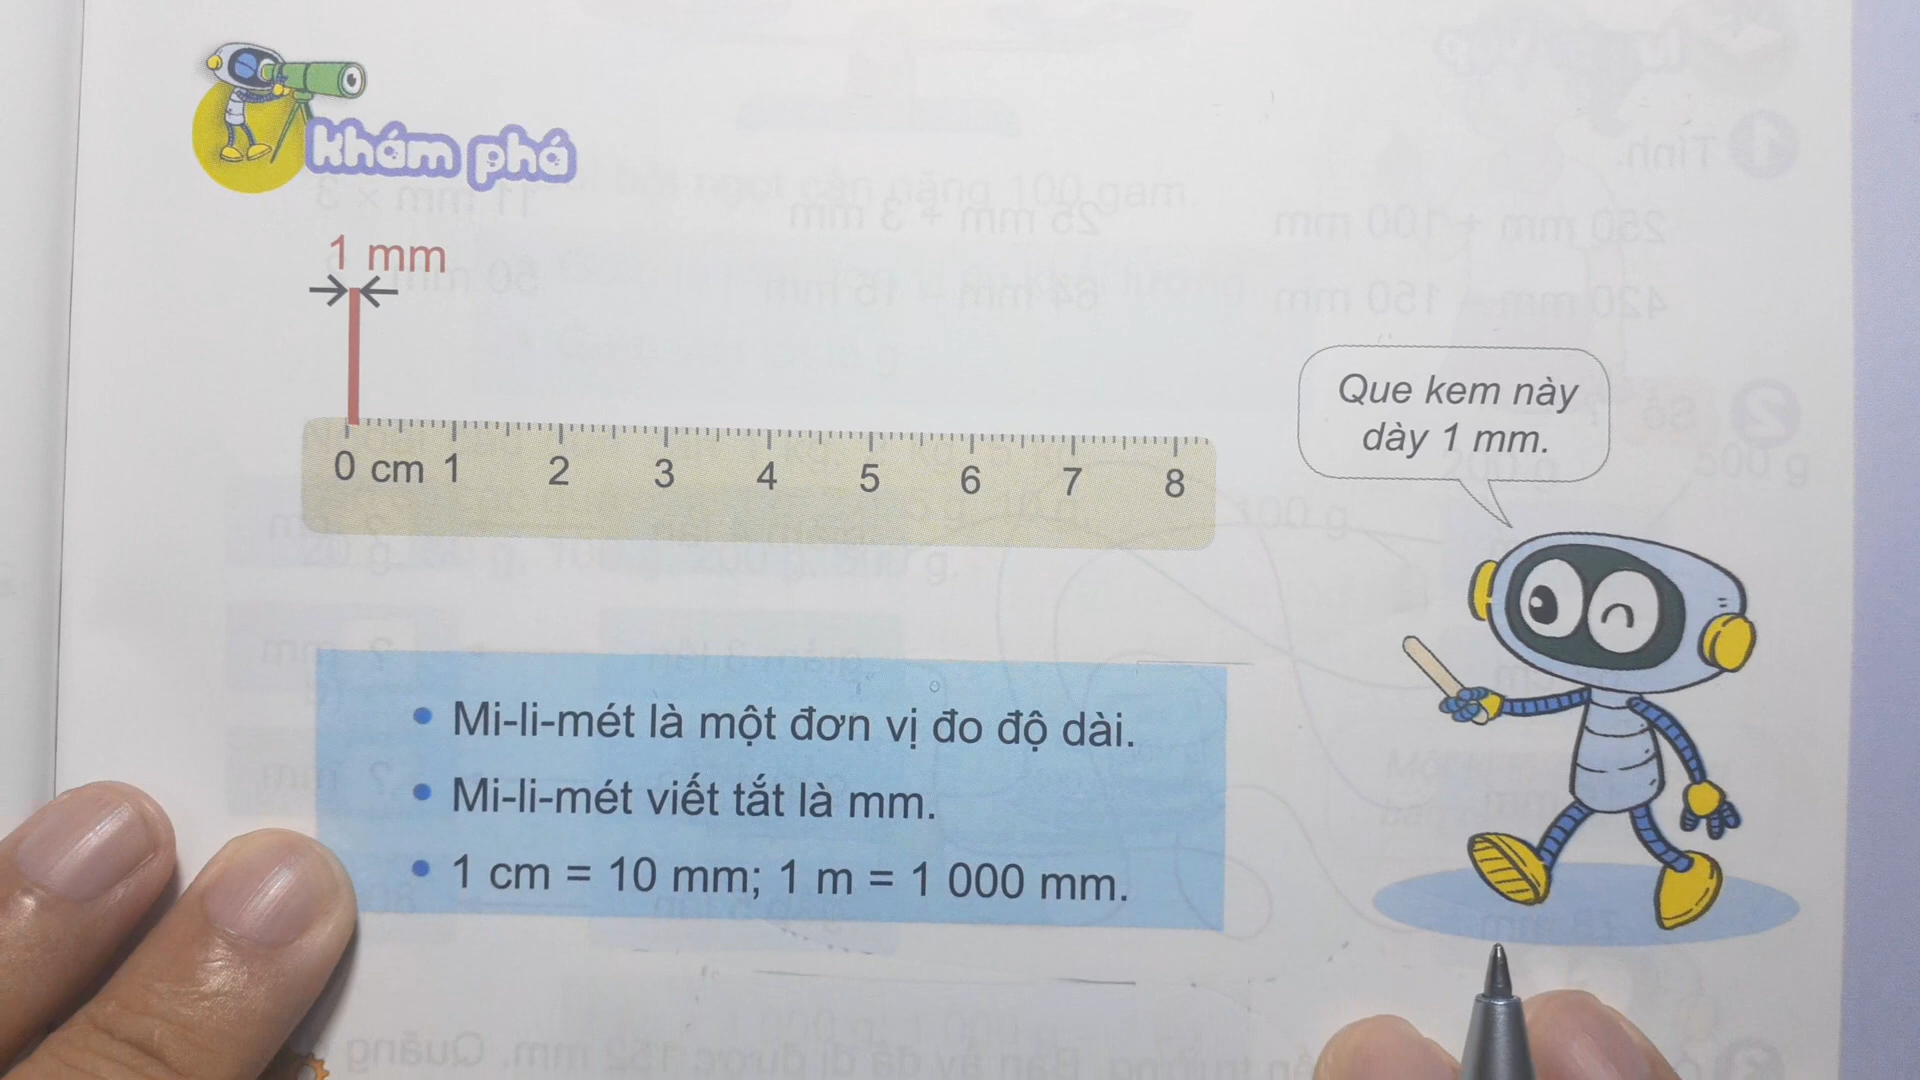 Khám phá
1 mm
0 cm 1 2 3 4 5 6 7 8
Que kem này
dày 1 mm.
• Mi-li-mét là một đơn vị đo độ dài.
• Mi-li-mét viết tắt là mm.
• 1 cm = 10 mm; 1 m = 1 000 mm.